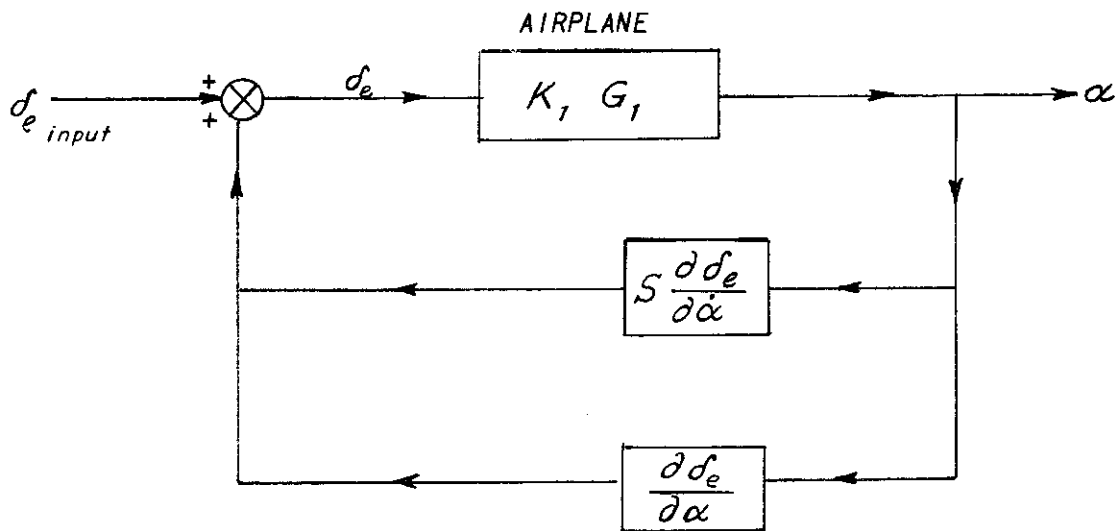 AIRPLANE
δe input
+
+
δe
K1 G1
α
S ∂δe/∂α̇
∂δe/∂α